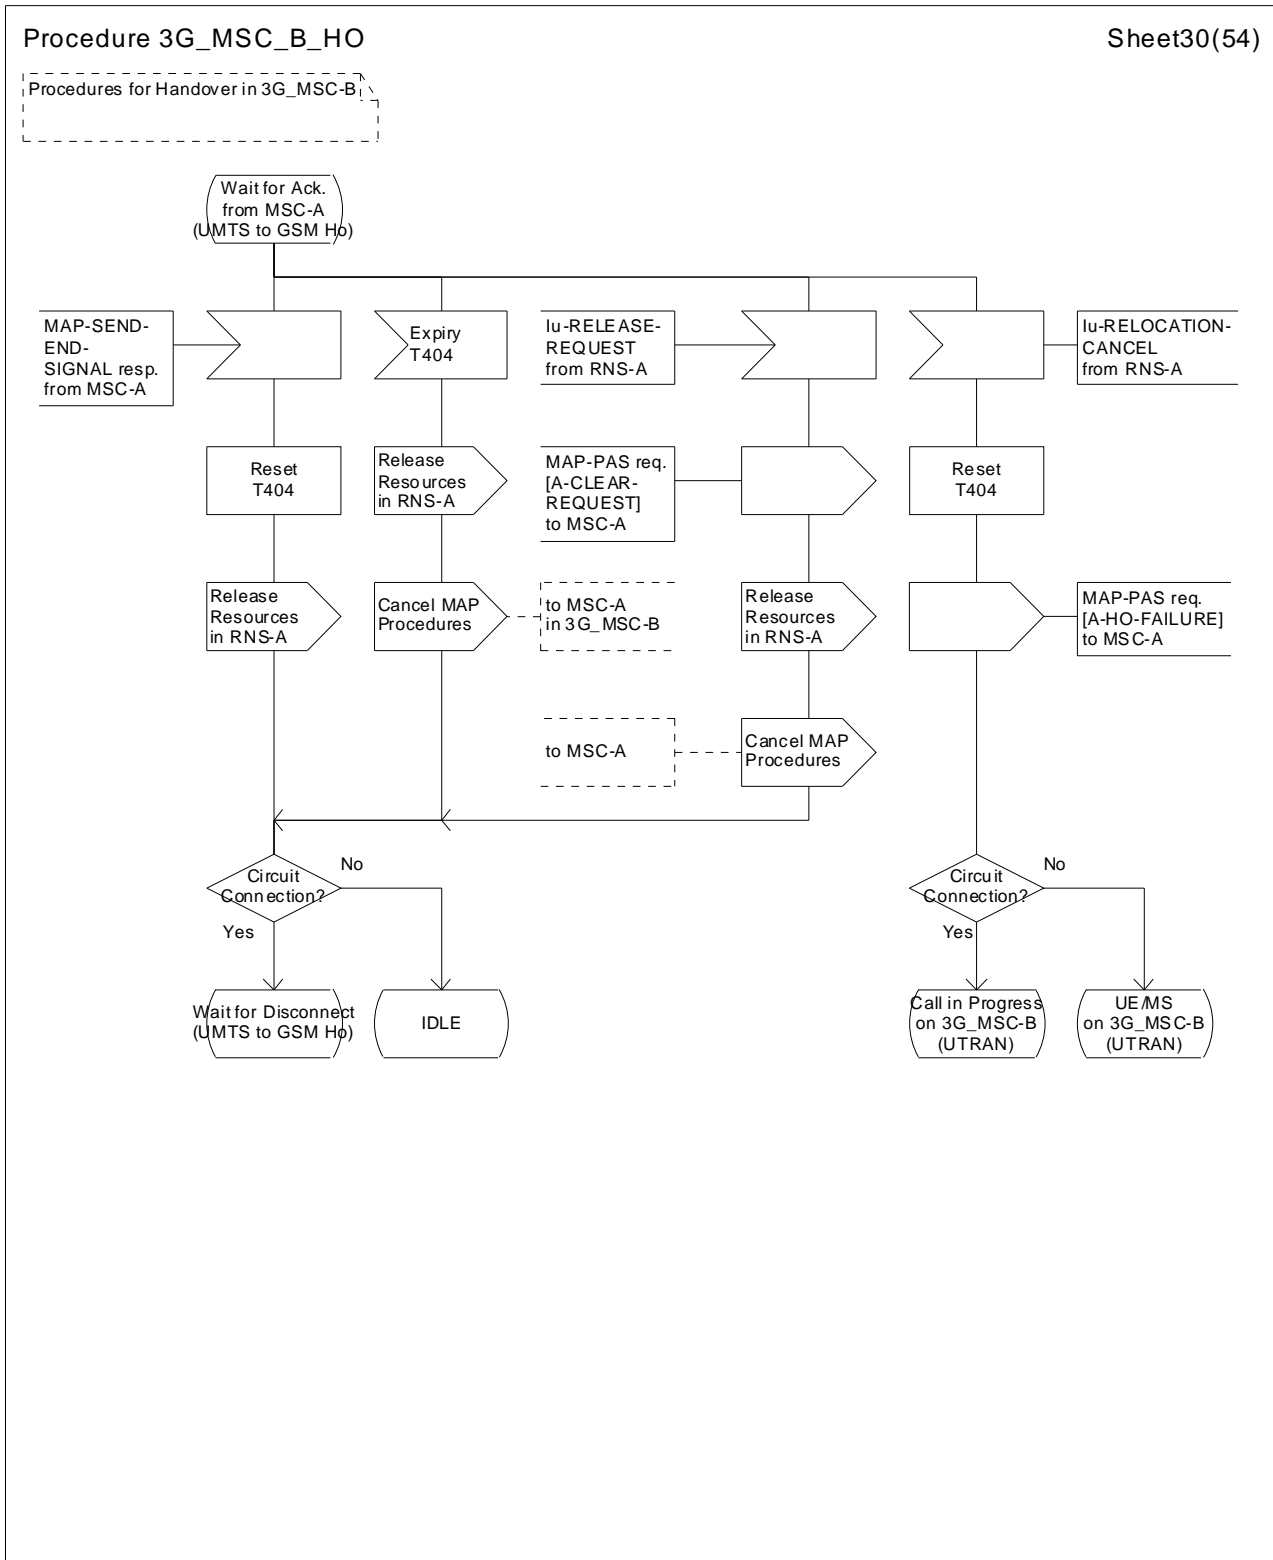 Procedure 3G_MSC_B_HO
Sheet30(54)
Procedures for Handover in 3G_MSC-B
Wait for Ack.
from MSC-A
(UMTS to GSM Ho)
MAP-SEND-
END-
SIGNAL resp.
from MSC-A
Expiry
T404
Iu-RELEASE-
REQUEST
from RNS-A
Iu-RELOCATION-
CANCEL
from RNS-A
Reset
T404
Release
Resources
in RNS-A
MAP-PAS req.
[A-CLEAR-
REQUEST]
to MSC-A
Reset
T404
Release
Resources
in RNS-A
Cancel MAP
Procedures
to MSC-A
in 3G_MSC-B
Release
Resources
in RNS-A
MAP-PAS req.
[A-HO-FAILURE]
to MSC-A
to MSC-A
Cancel MAP
Procedures
Circuit
Connection?
No
Yes
Circuit
Connection?
No
Yes
Wait for Disconnect
(UMTS to GSM Ho)
IDLE
Call in Progress
on 3G_MSC-B
(UTRAN)
UE/MS
on 3G_MSC-B
(UTRAN)